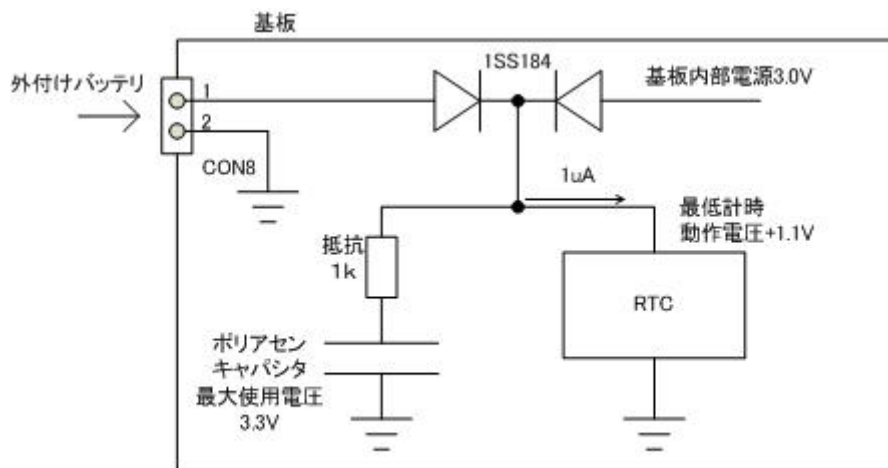 基板
1SS184
基板内部電源3.0V
外付けバッテリ
1
2
CON8
1uA
最低計時
動作電圧+1.1V
抵抗
1k
RTC
ポリアセン
キャパシタ
最大使用電圧
3.3V